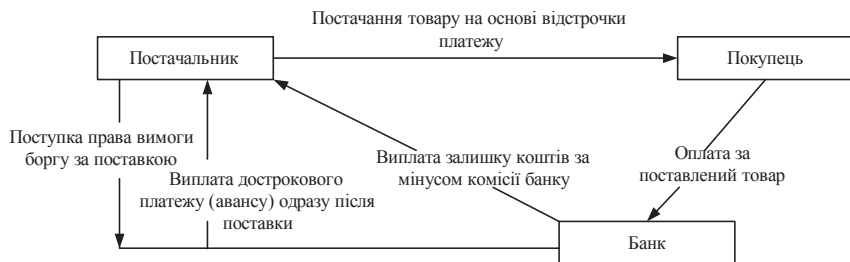 Постачання товару на основі відстрочки
платежу
Постачальник
Покупець
Поступка права вимоги
боргу за поставкою
Виплата дострокового
платежу (авансу) одразу після
поставки
Виплата залишку коштів за
мінусом комісії банку
Оплата за
поставлений товар
Банк